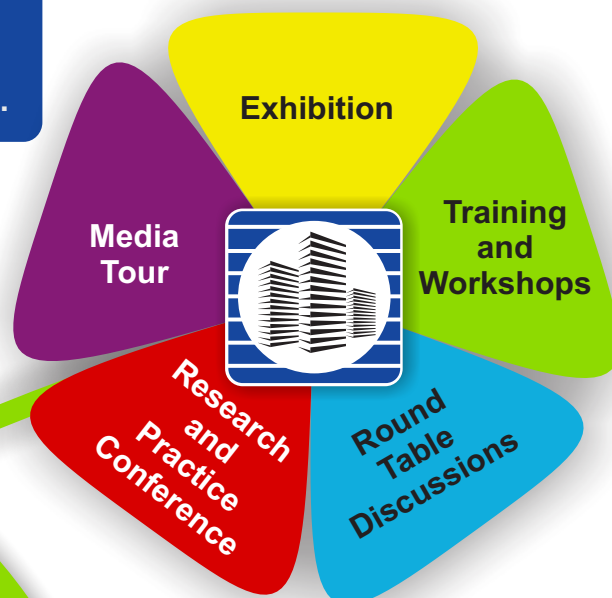 .
Exhibition
Training
and
Workshops
Media
Tour
Research
and
Practice
Conference
Round
Table
Discussions